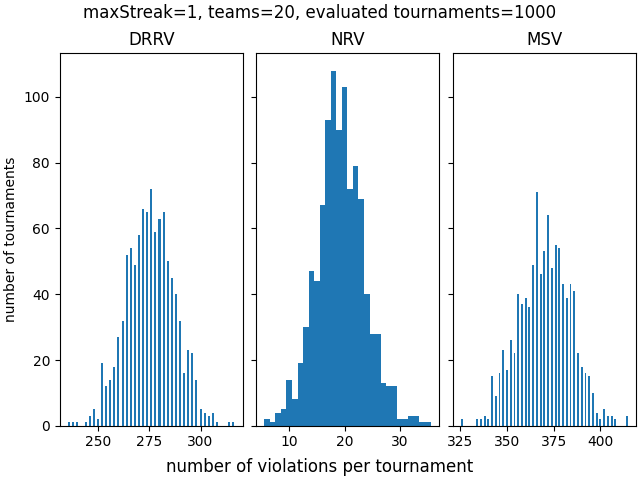 maxStreak=1, teams=20, evaluated tournaments=1000
DRRV NRV MSV
number of tournaments
100
80
60
40
20
0
250 275 300 10 20 30 325 350 375 400
number of violations per tournament